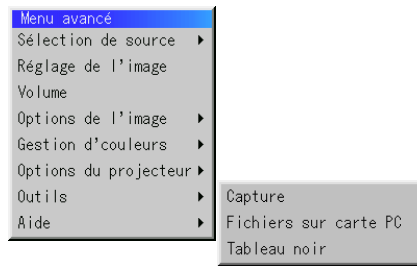 Menu avancé
Sélection de source
Réglage de l'image
Volume
Options de l'image
Gestion d'couleurs
Options du projecteur
Outils
Aide
Capture
Fichiers sur carte PC
Tableau noir